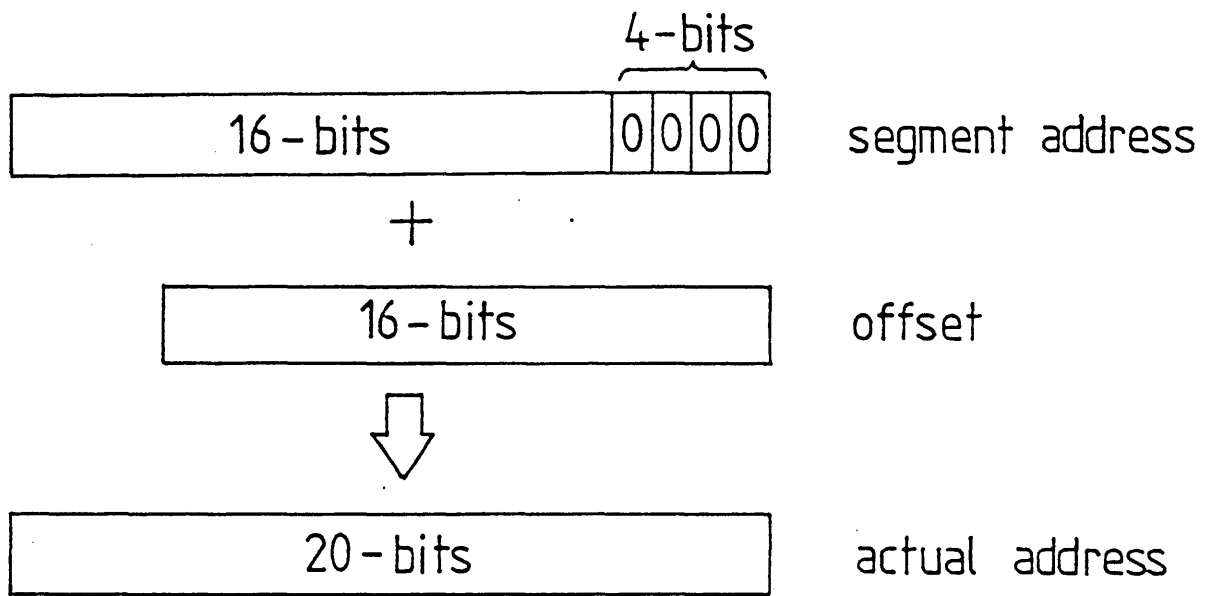 4-bits
16-bits 0 0 0 0 segment address
+
16-bits offset
20-bits actual address